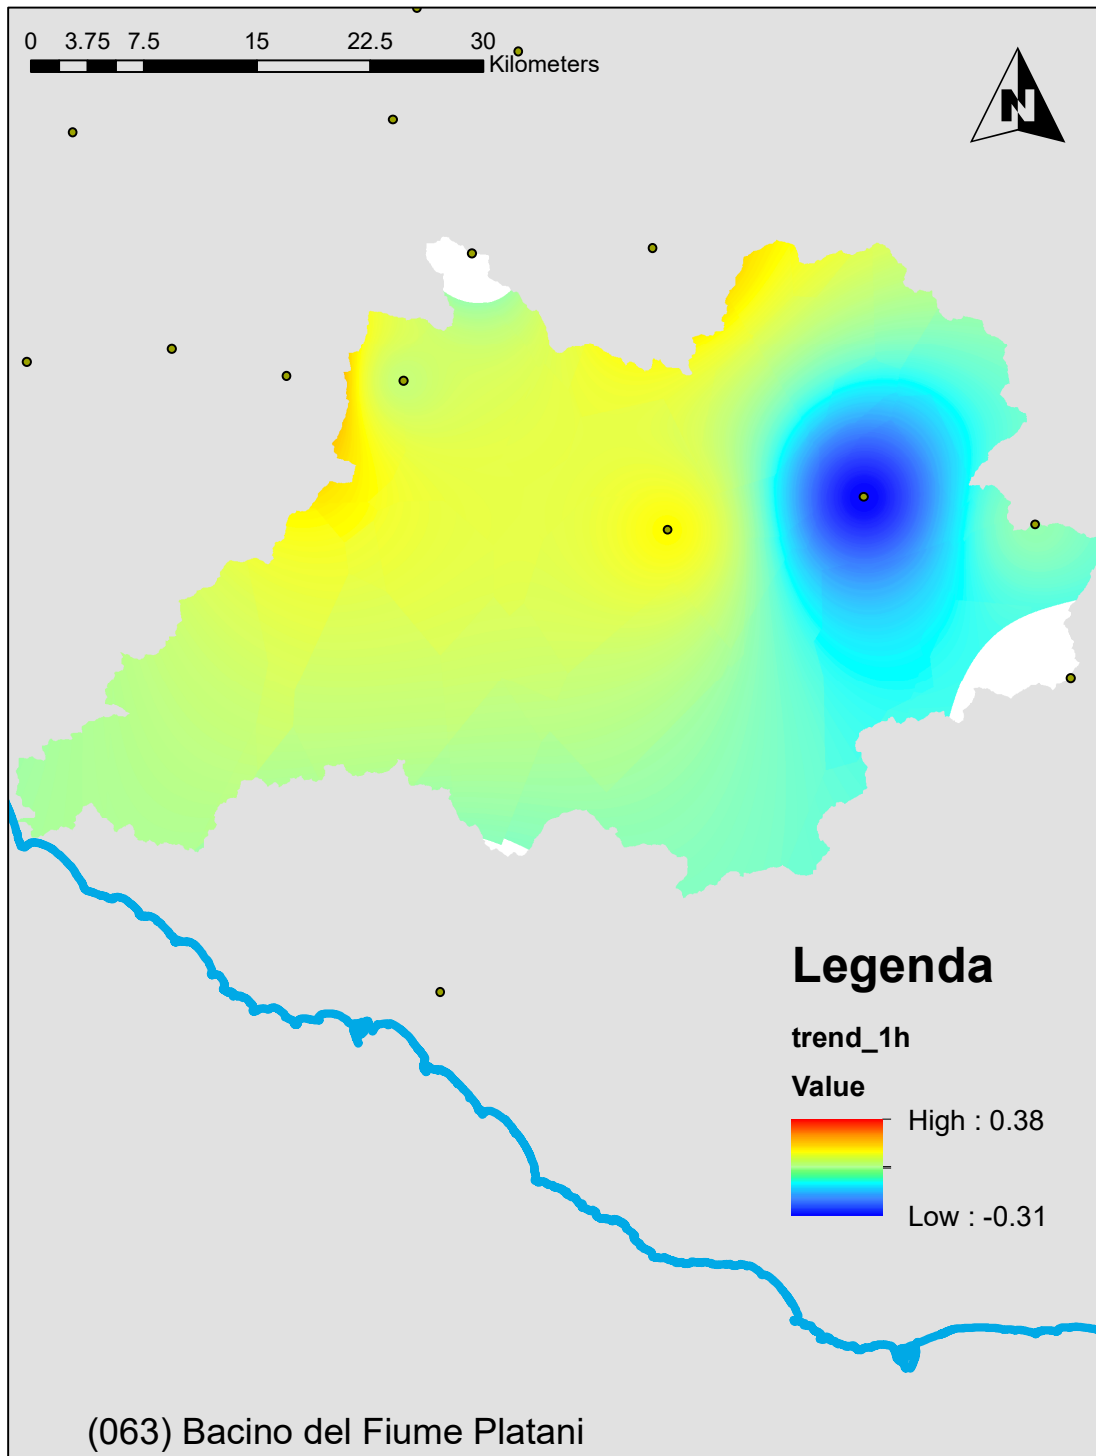 0 3.75 7.5 15 22.5 30
Kilometers
N
Legenda
trend_1h
Value
High : 0.38
Low : -0.31
(063) Bacino del Fiume Platani